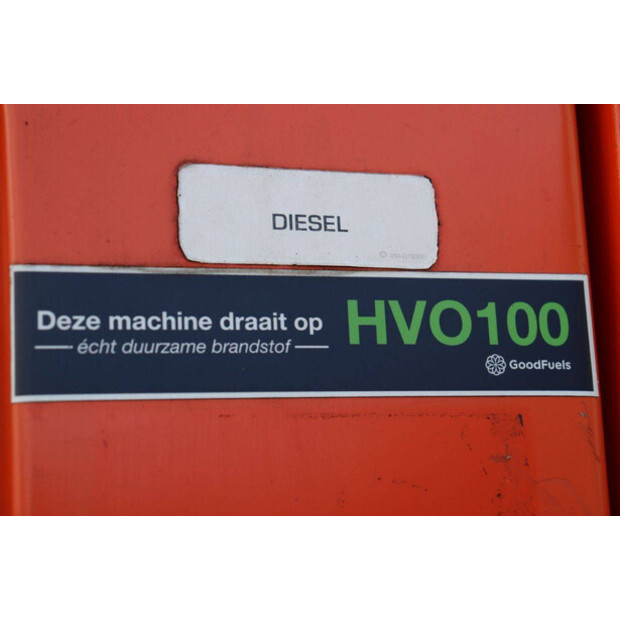 DIESEL
Deze machine draait op
écht duurzame brandstof
HVO100
GoodFuels